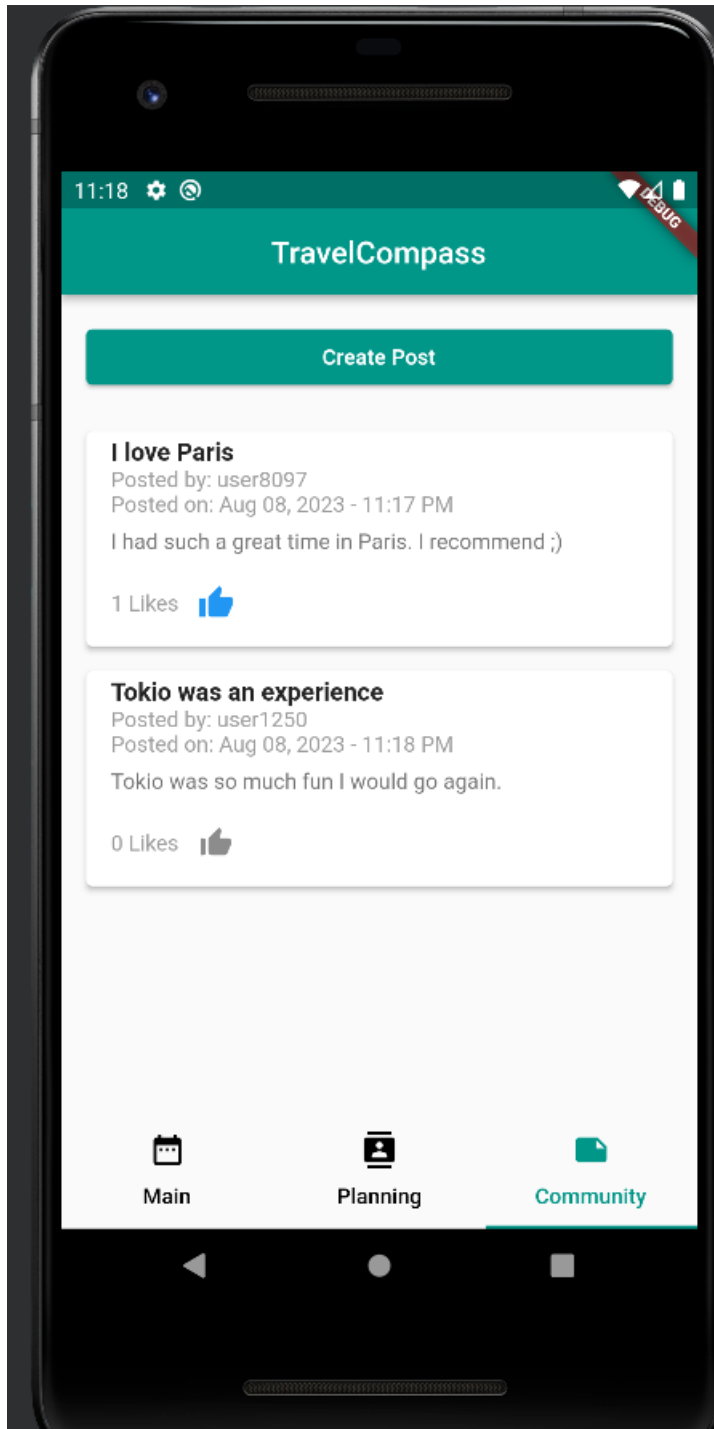 11:18
DEBUG
TravelCompass
Create Post
I love Paris
Posted by: user8097
Posted on: Aug 08, 2023 - 11:17 PM
I had such a great time in Paris. I recommend ;)
1 Likes
Tokio was an experience
Posted by: user1250
Posted on: Aug 08, 2023 - 11:18 PM
Tokio was so much fun I would go again.
0 Likes
Main Planning Community